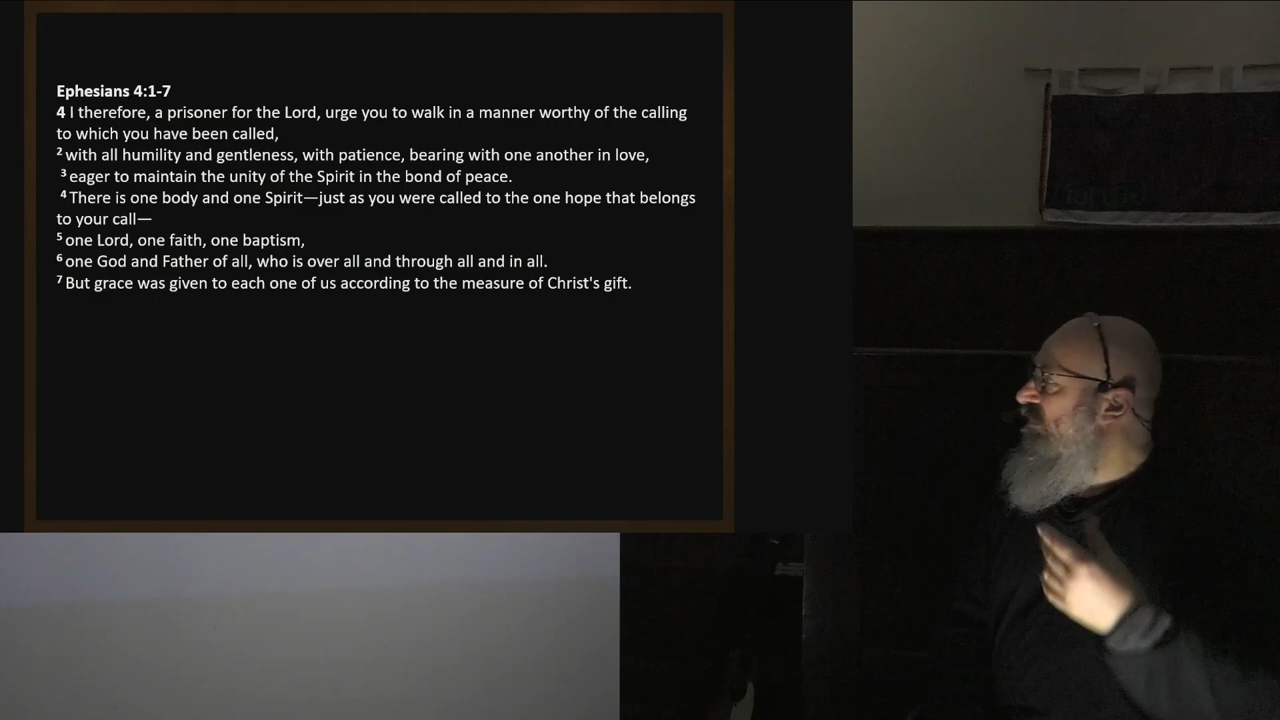 Ephesians 4:1-7
4 I therefore, a prisoner for the Lord, urge you to walk in a manner worthy of the calling
to which you have been called,
2 with all humility and gentleness, with patience, bearing with one another in love,
3 eager to maintain the unity of the Spirit in the bond of peace.
4 There is one body and one Spirit—just as you were called to the one hope that belongs
to your call—
5 one Lord, one faith, one baptism,
6 one God and Father of all, who is over all and through all and in all.
7 But grace was given to each one of us according to the measure of Christ's gift.